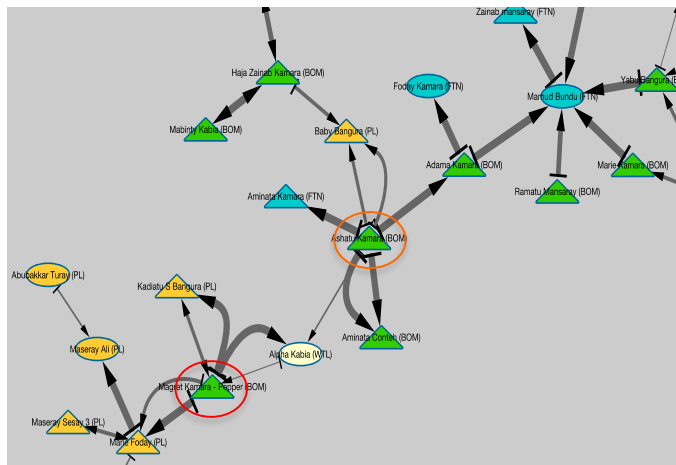 Zainab mansaray (FTN)
Haja Zainab Kamara (BOM)
Foday Kamara (FTN)
Mamud Bundu (FTN)
Yabu Bangura (B
Mabinty Kabia (BOM)
Baby Bangura (PL)
Adama Kamara (BOM)
Marie Kamara (BOM)
Ramatu Mansaray (BOM)
Aminata Kamara (FTN)
Ashatu Kamara (BOM)
Abubakkar Turay (PL)
Kadiatu S Bangura (PL)
Aminata Conteh (BOM)
Maseray Ali (PL)
Alpha Kabia (WTL)
Magret Kamara - Pepper (BOM)
Maseray Sesay 3 (PL)
Marie Foday (PL)